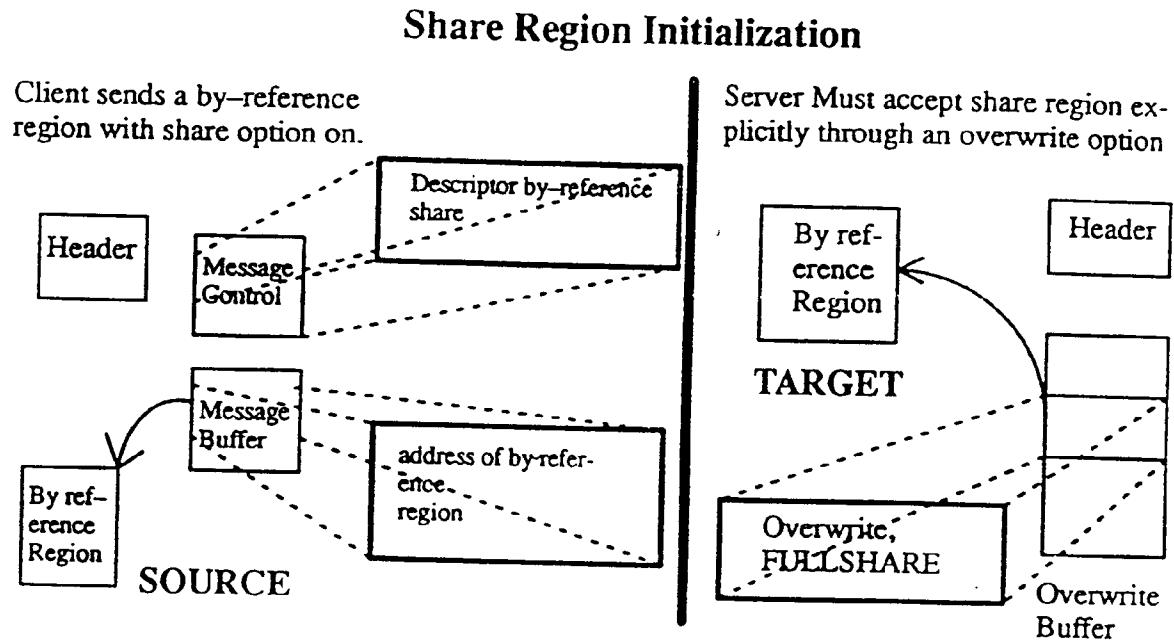 Share Region Initialization
Client sends a by–reference
region with share option on.
Header
Message
Control
Descriptor by–reference
share
Message
Buffer
address of by-refer-
ence
region
By ref-
erence
Region
SOURCE
Server Must accept share region ex-
plicitly through an overwrite option
By ref-
erence
Region
Header
TARGET
Overwrite,
FULLSHARE
Overwrite
Buffer